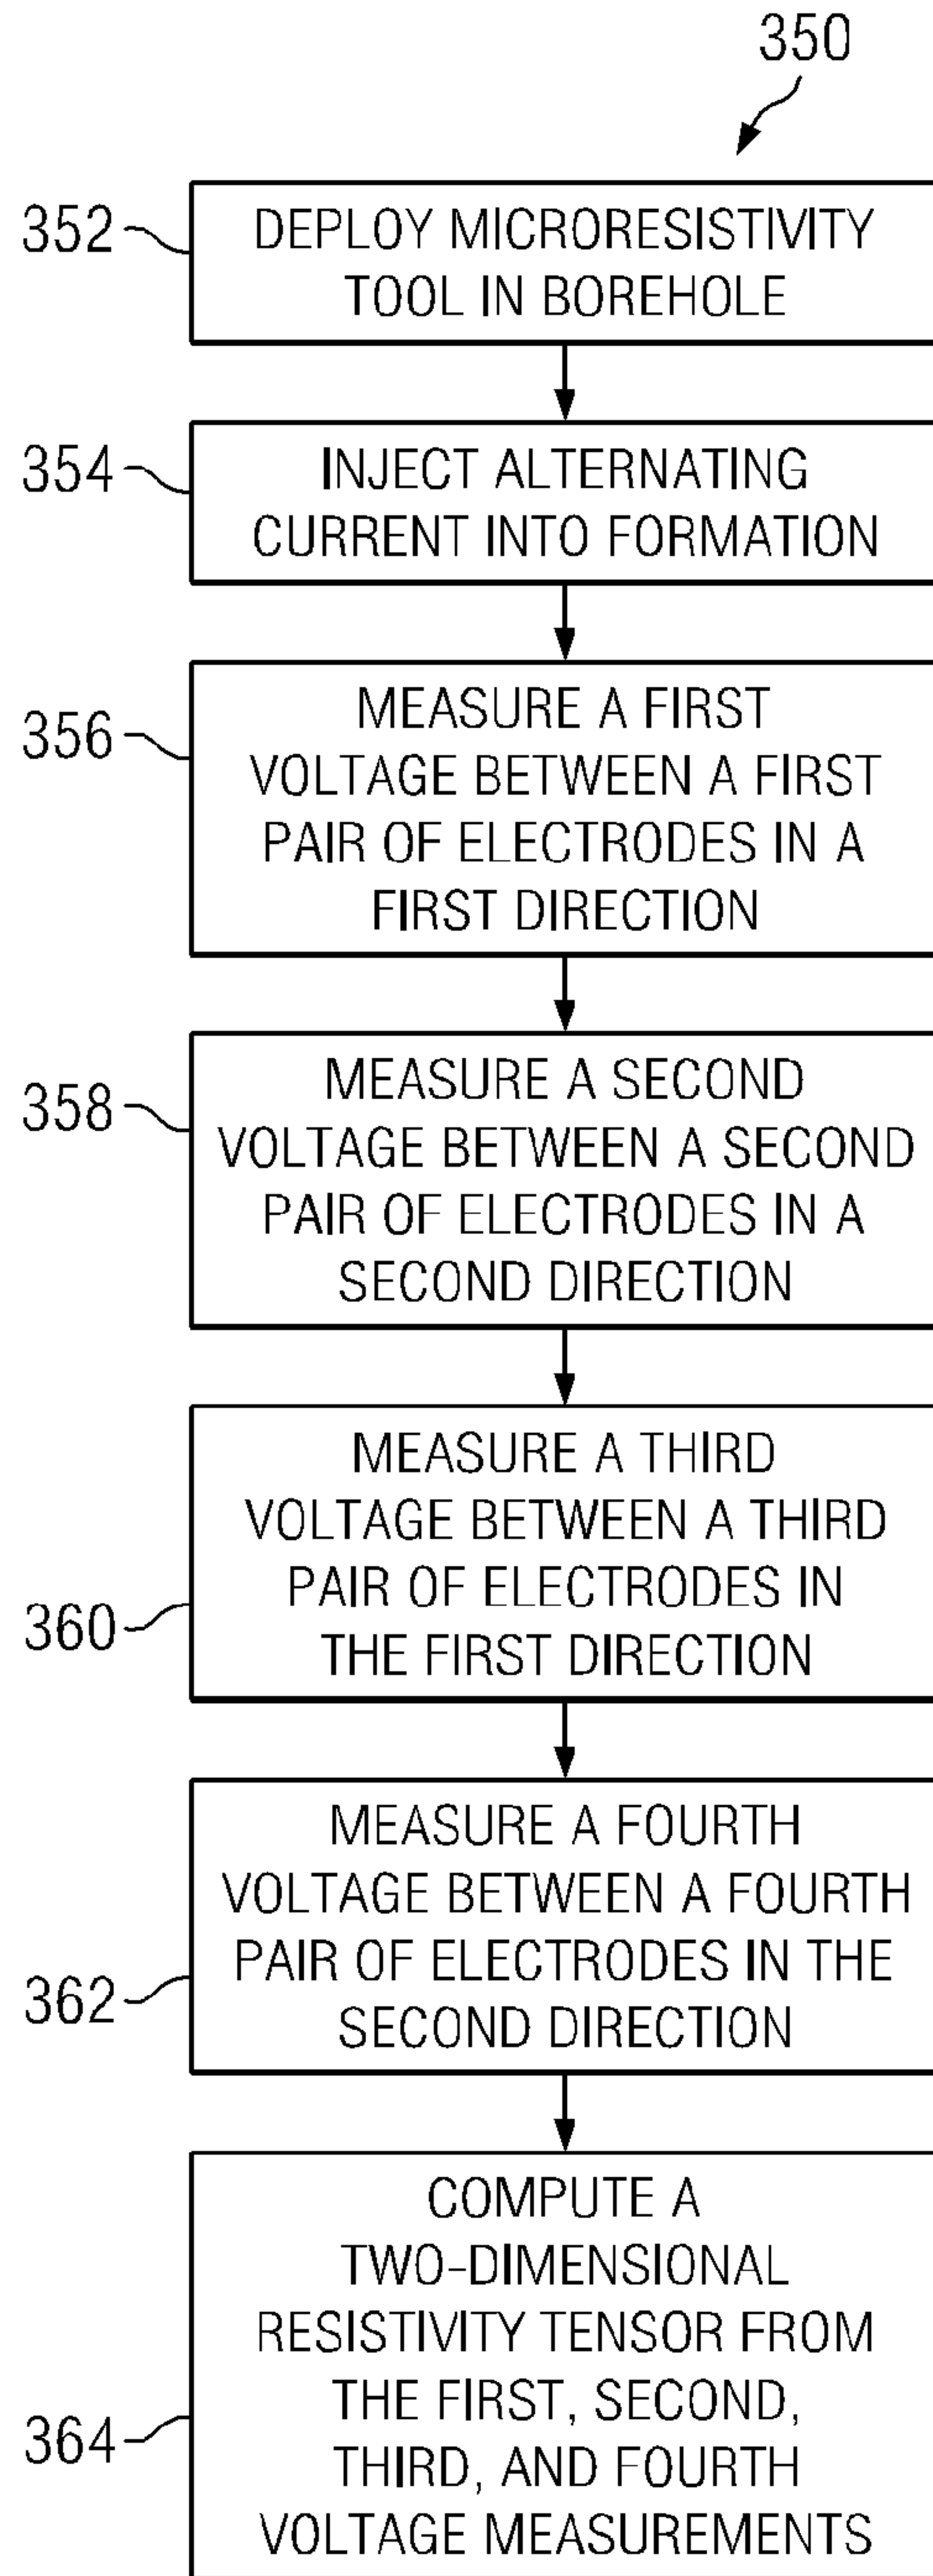 350
352
DEPLOY MICRORESISTIVITY
TOOL IN BOREHOLE
354
INJECT ALTERNATING
CURRENT INTO FORMATION
356
MEASURE A FIRST
VOLTAGE BETWEEN A FIRST
PAIR OF ELECTRODES IN A
FIRST DIRECTION
358
MEASURE A SECOND
VOLTAGE BETWEEN A SECOND
PAIR OF ELECTRODES IN A
SECOND DIRECTION
360
MEASURE A THIRD
VOLTAGE BETWEEN A THIRD
PAIR OF ELECTRODES IN
THE FIRST DIRECTION
362
MEASURE A FOURTH
VOLTAGE BETWEEN A FOURTH
PAIR OF ELECTRODES IN THE
SECOND DIRECTION
364
COMPUTE A
TWO-DIMENSIONAL
RESISTIVITY TENSOR FROM
THE FIRST, SECOND,
THIRD, AND FOURTH
VOLTAGE MEASUREMENTS